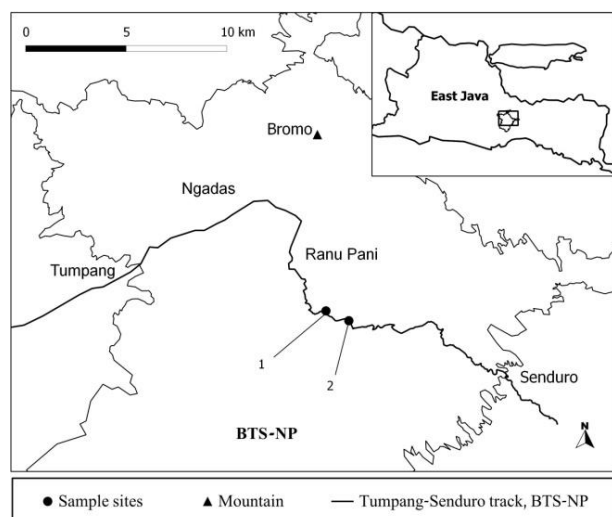 0 5 10 km
East Java
Bromo
Ngadas
Ranu Pani
Tumpang
1
2
Senduro
BTS-NP
N
Sample sites Mountain Tumpang-Senduro track, BTS-NP